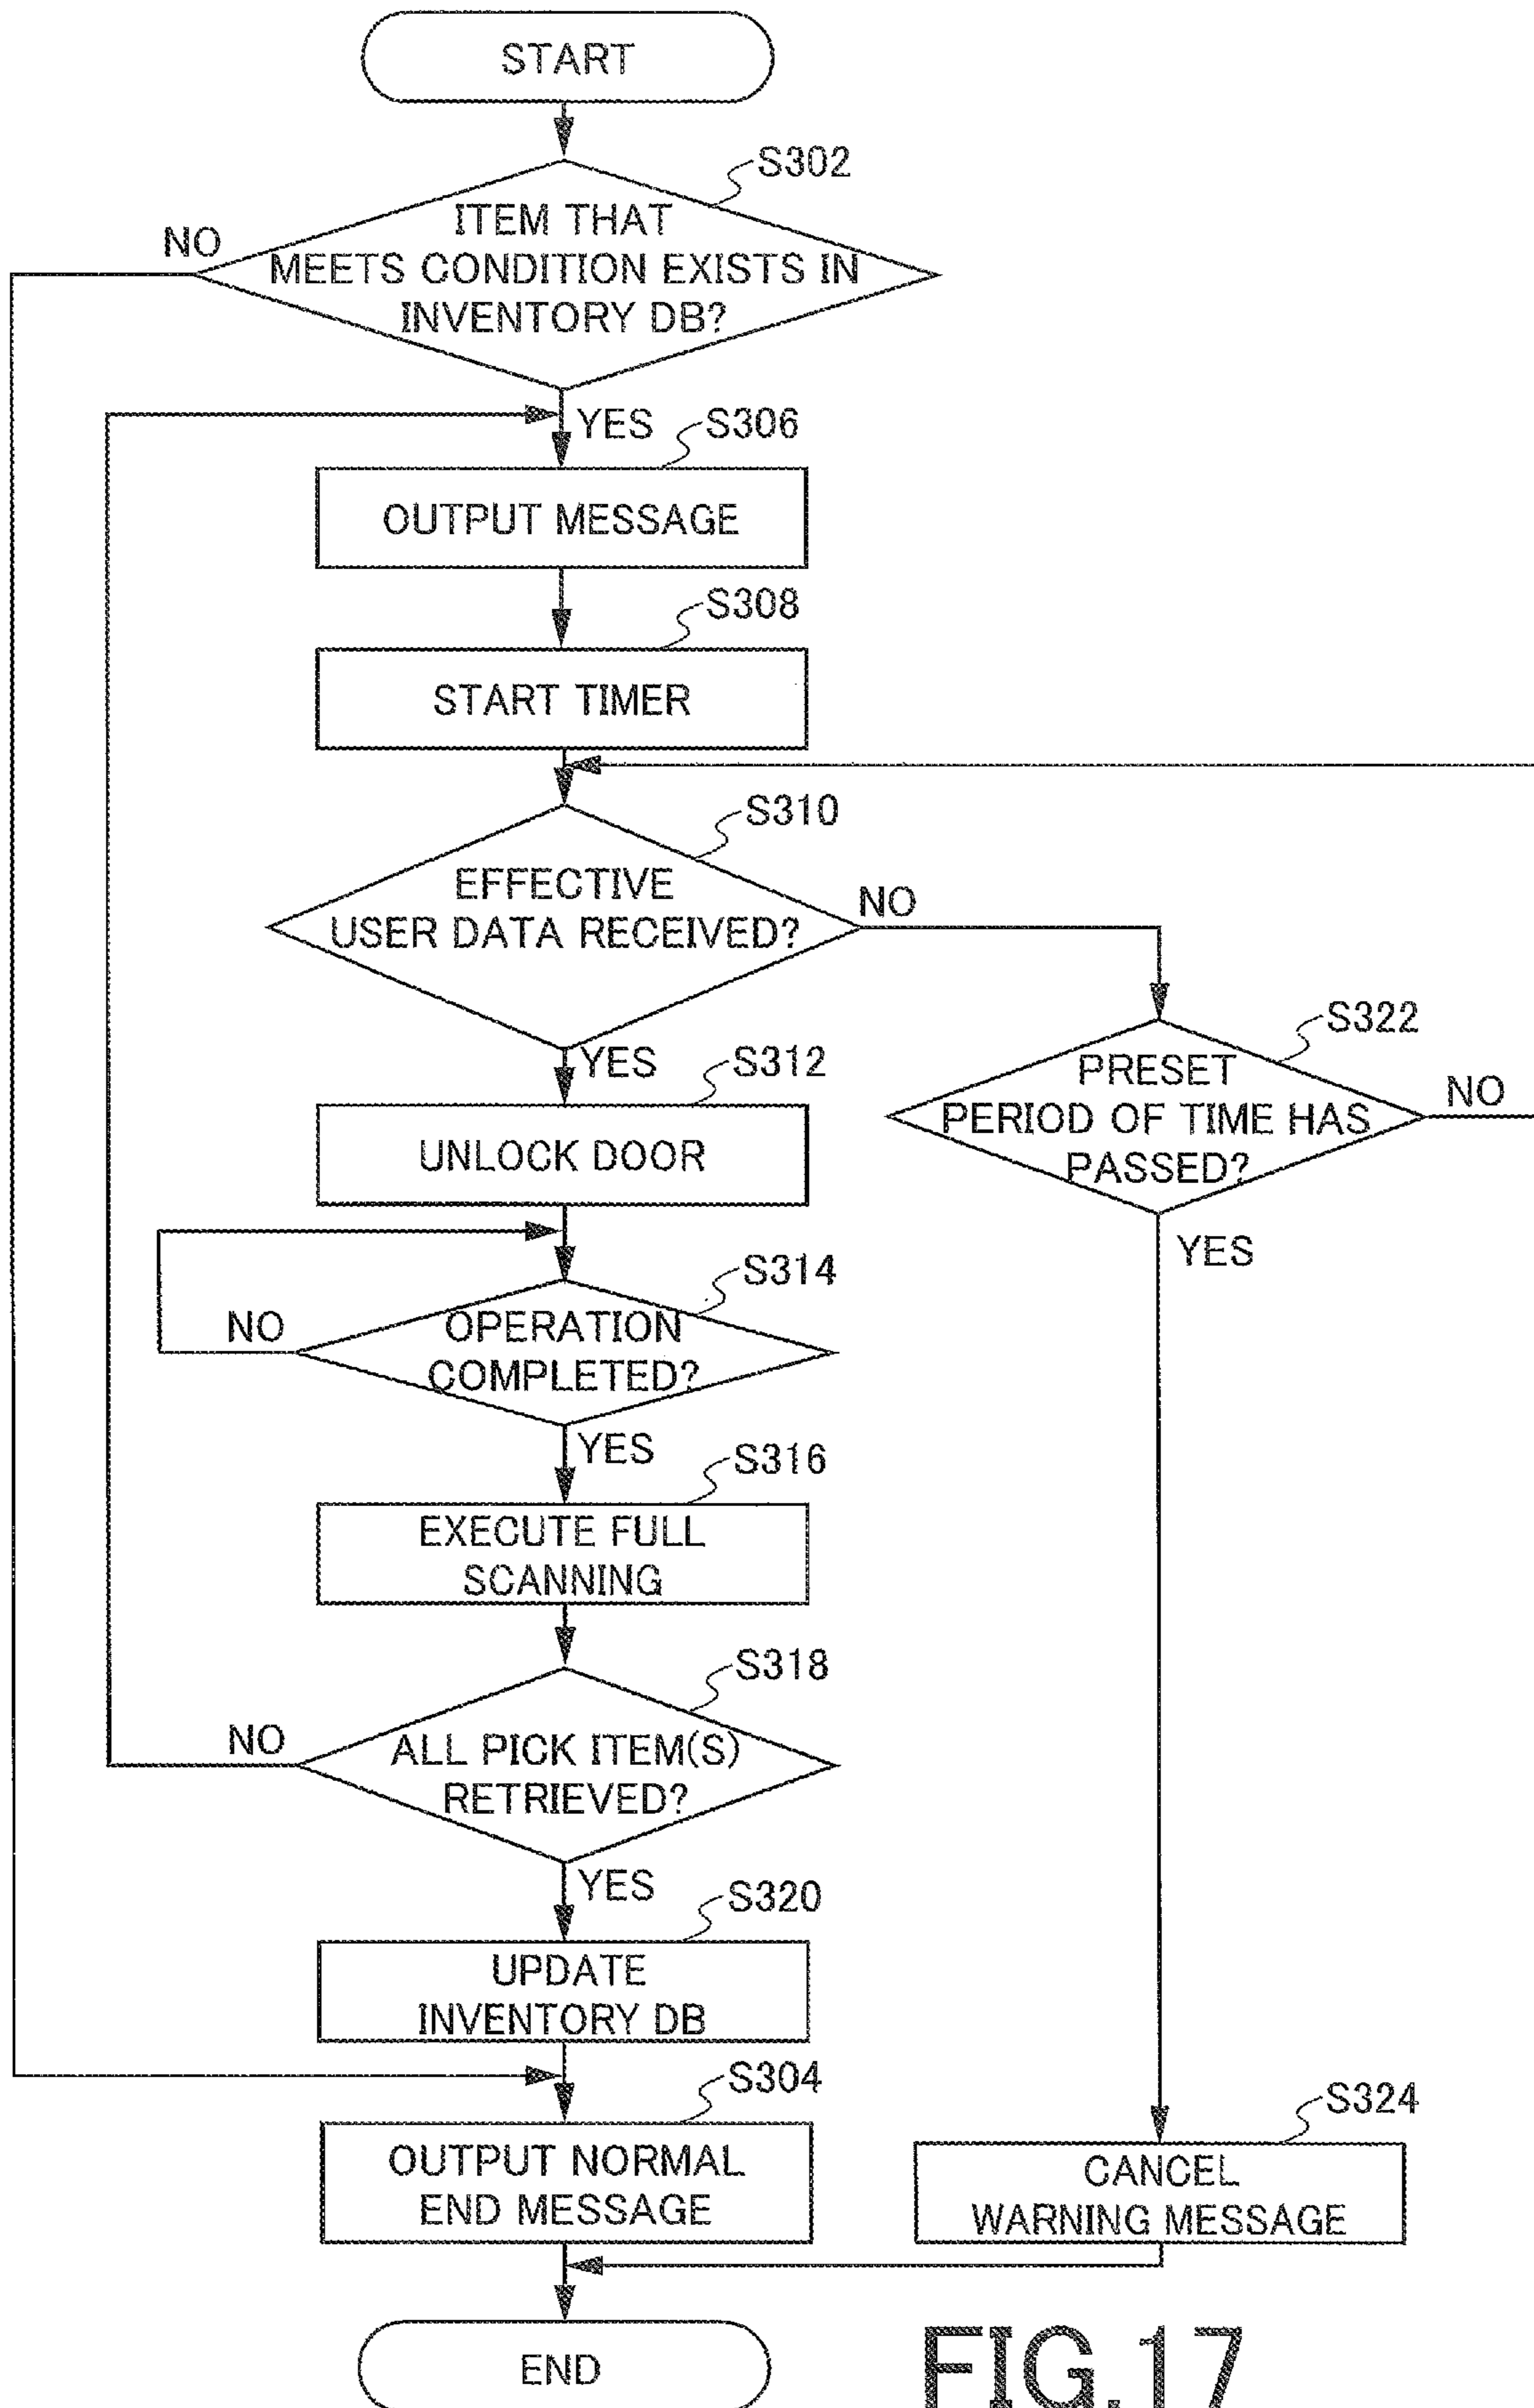 START
S302
ITEM THAT
MEETS CONDITION EXISTS IN
INVENTORY DB?
NO
YES
S306
OUTPUT MESSAGE
S308
START TIMER
S310
EFFECTIVE
USER DATA RECEIVED?
NO
YES
S322
PRESET
PERIOD OF TIME HAS
PASSED?
NO
YES
S312
UNLOCK DOOR
S314
OPERATION
COMPLETED?
NO
YES
S316
EXECUTE FULL
SCANNING
S318
ALL PICK ITEM(S)
RETRIEVED?
NO
YES
S320
UPDATE
INVENTORY DB
S304
OUTPUT NORMAL
END MESSAGE
S324
CANCEL
WARNING MESSAGE
END
FIG.17